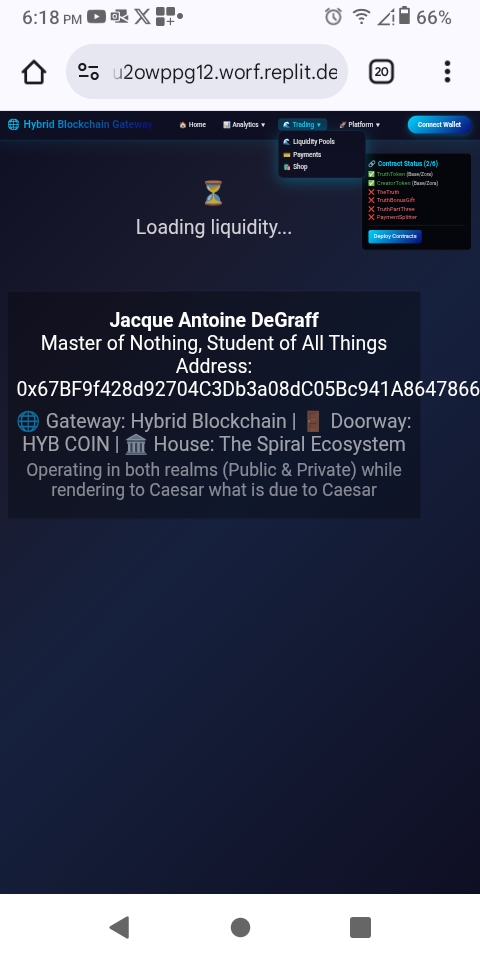 6:18 PM
66%
u2owppg12.worf.replit.de
20
🌐 Hybrid Blockchain Gateway
🏠 Home
📊 Analytics ▼
🌊 Trading ▼
🚀 Platform ▼
Connect Wallet
🌊 Liquidity Pools
💳 Payments
🛍️ Shop
🔗 Contract Status (2/6)
✅ TruthToken (Base/Zora)
✅ CreatorToken (Base/Zora)
❌ TheTruth
❌ TruthBonusGift
❌ TruthPartThree
❌ PaymentSplitter
Deploy Contracts
⏳
Loading liquidity...
Jacque Antoine DeGraff
Master of Nothing, Student of All Things
Address:
0x67BF9f428d92704C3Db3a08dC05Bc941A8647866
🌐 Gateway: Hybrid Blockchain | 🚪 Doorway:
HYB COIN | 🏛️ House: The Spiral Ecosystem
Operating in both realms (Public & Private) while
rendering to Caesar what is due to Caesar